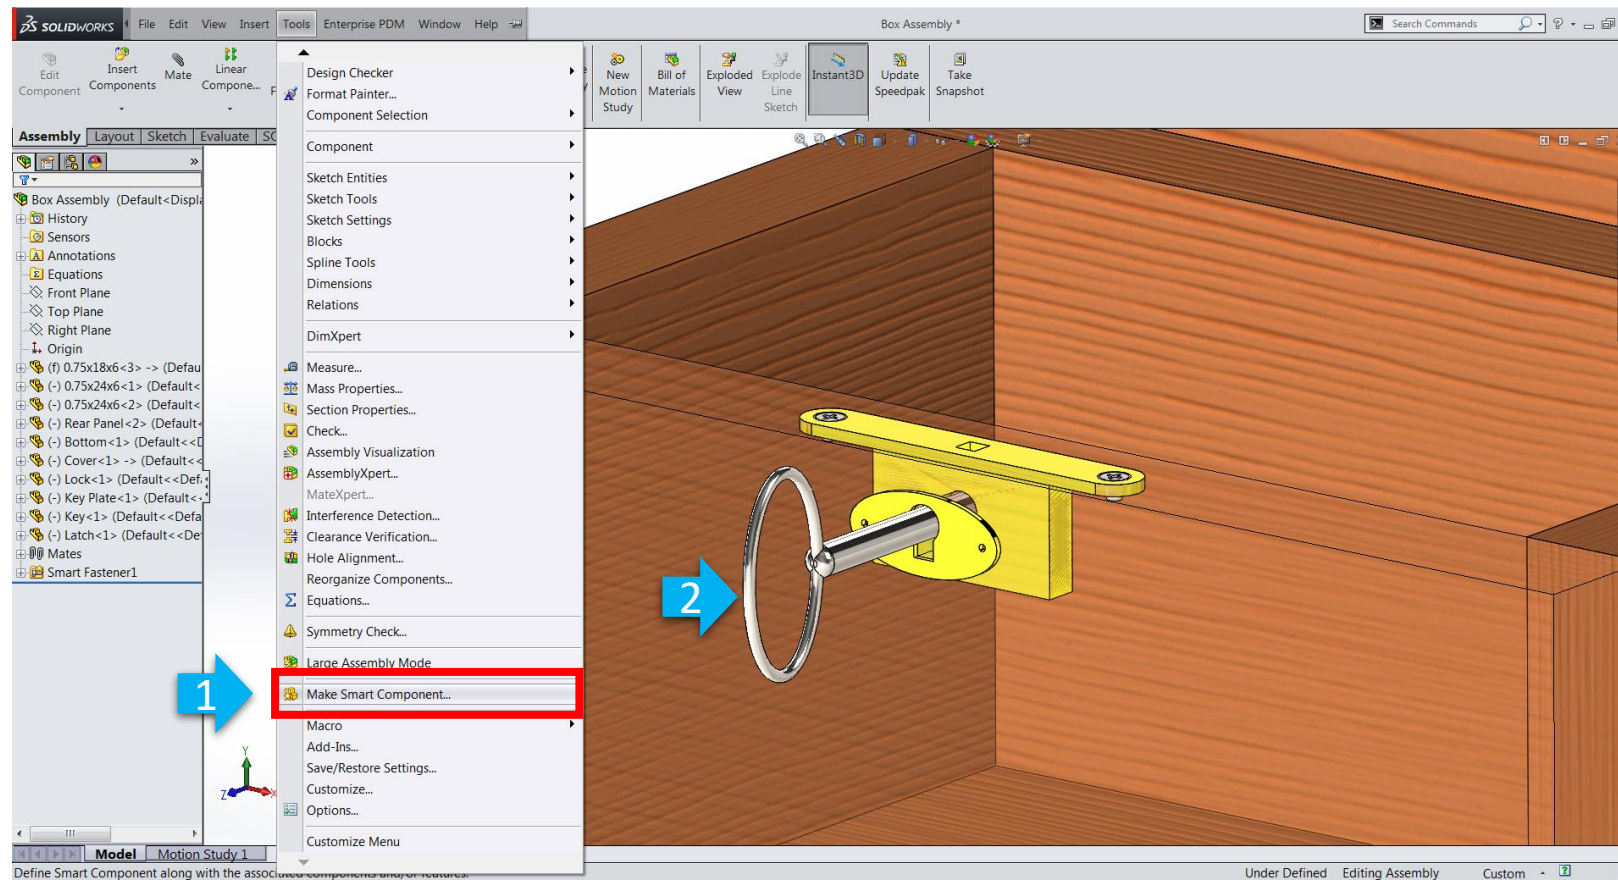 SOLIDWORKS File Edit View Insert Tools Enterprise PDM Window Help
Box Assembly *
Search Commands
Edit Component
Insert Components
Mate
Linear Compone...
New Motion Study
Bill of Materials
Exploded View
Explode Line Sketch
Instant3D
Update Speedpak
Take Snapshot
Assembly Layout Sketch Evaluate
Box Assembly (Default<Displa
History
Sensors
Annotations
Equations
Front Plane
Top Plane
Right Plane
Origin
(f) 0.75x18x6<3> -> (Defau
(-) 0.75x24x6<1> (Default<
(-) 0.75x24x6<2> (Default<
(-) Rear Panel<2> (Default<
(-) Bottom<1> (Default<<D
(-) Cover<1> -> (Default<<
(-) Lock<1> (Default<<Def
(-) Key Plate<1> (Default<<
(-) Key<1> (Default<<Defa
(-) Latch<1> (Default<<De
Mates
Smart Fastener1
Design Checker
Format Painter...
Component Selection
Component
Sketch Entities
Sketch Tools
Sketch Settings
Blocks
Spline Tools
Dimensions
Relations
DimXpert
Measure...
Mass Properties...
Section Properties...
Check...
Assembly Visualization
AssemblyXpert...
MateXpert...
Interference Detection...
Clearance Verification...
Hole Alignment...
Reorganize Components...
Equations...
Symmetry Check...
Large Assembly Mode
Make Smart Component...
Macro
Add-Ins...
Save/Restore Settings...
Customize...
Options...
Customize Menu
1
2
Y
Z
X
Model Motion Study 1
Define Smart Component along with the associated components and/or features.
Under Defined Editing Assembly Custom